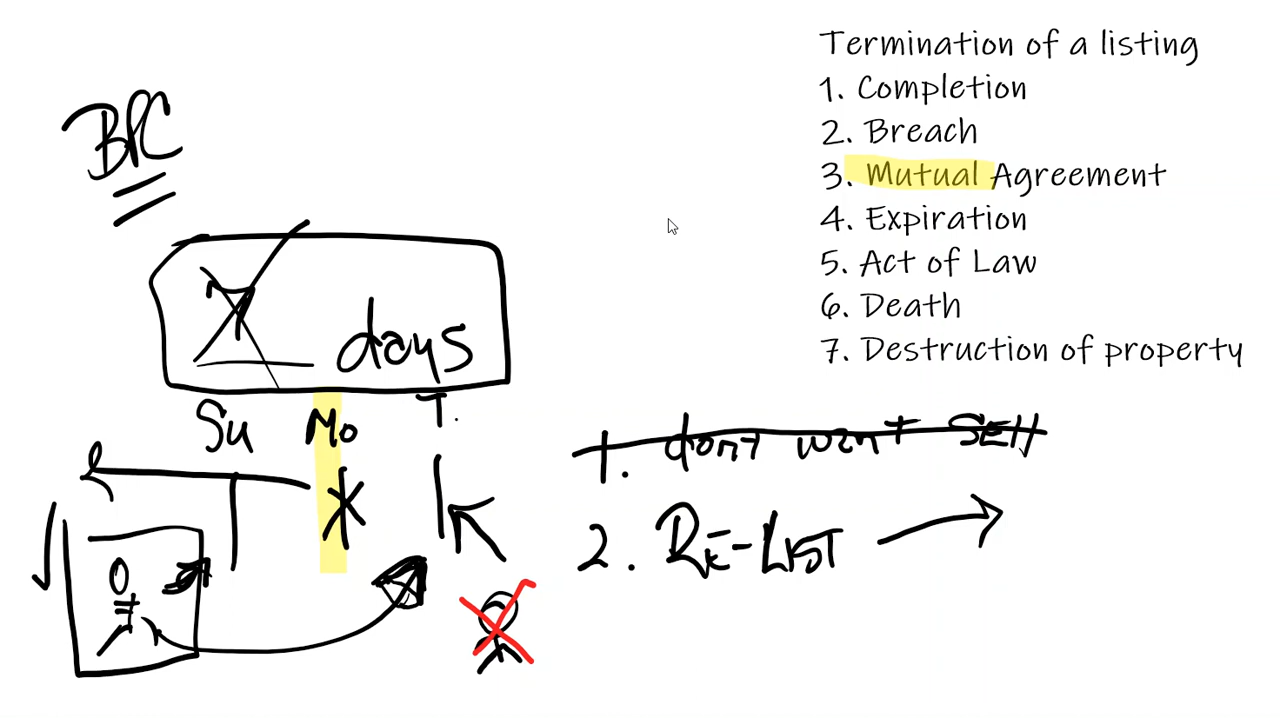 Termination of a listing
1. Completion
2. Breach
3. Mutual Agreement
4. Expiration
5. Act of Law
6. Death
7. Destruction of property
BPC
days
Su Mo T.
1. don't want SEll
2. RE-LIST